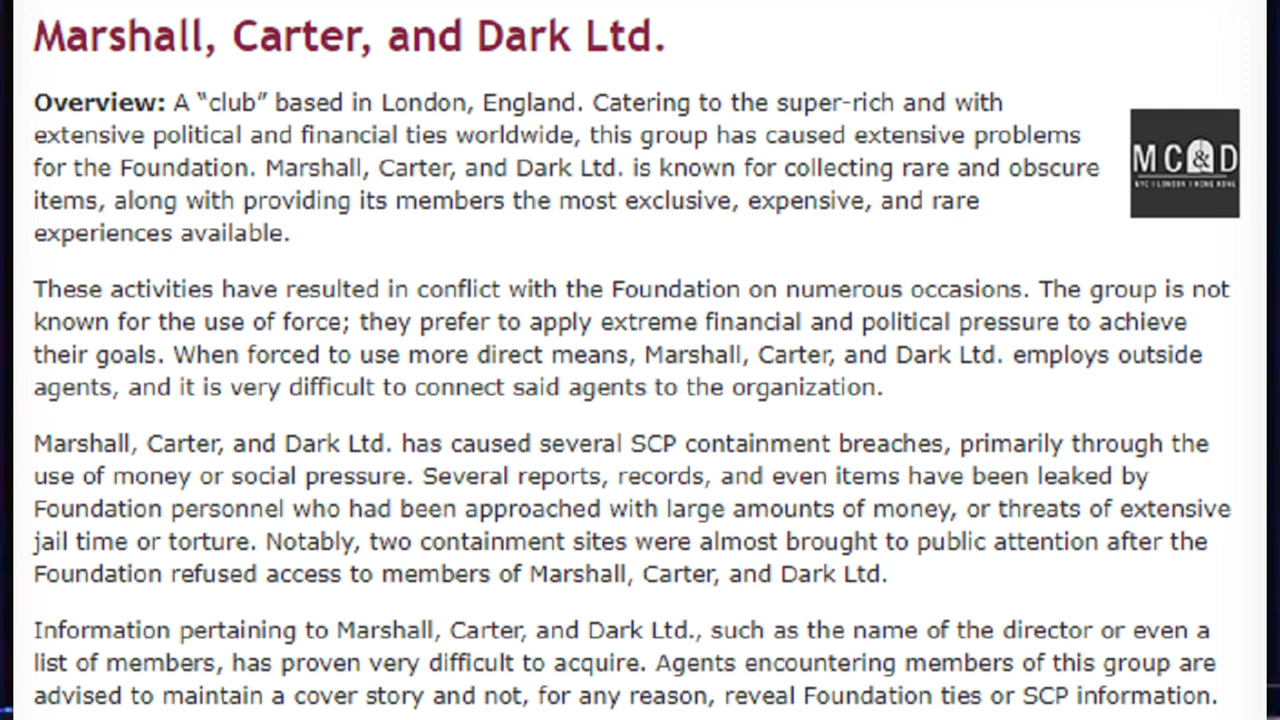 Marshall, Carter, and Dark Ltd.
Overview: A “club” based in London, England. Catering to the super-rich and with
extensive political and financial ties worldwide, this group has caused extensive problems
for the Foundation. Marshall, Carter, and Dark Ltd. is known for collecting rare and obscure
items, along with providing its members the most exclusive, expensive, and rare
experiences available.
MC&D
NYC | LONDON | HONG KONG
These activities have resulted in conflict with the Foundation on numerous occasions. The group is not
known for the use of force; they prefer to apply extreme financial and political pressure to achieve
their goals. When forced to use more direct means, Marshall, Carter, and Dark Ltd. employs outside
agents, and it is very difficult to connect said agents to the organization.
Marshall, Carter, and Dark Ltd. has caused several SCP containment breaches, primarily through the
use of money or social pressure. Several reports, records, and even items have been leaked by
Foundation personnel who had been approached with large amounts of money, or threats of extensive
jail time or torture. Notably, two containment sites were almost brought to public attention after the
Foundation refused access to members of Marshall, Carter, and Dark Ltd.
Information pertaining to Marshall, Carter, and Dark Ltd., such as the name of the director or even a
list of members, has proven very difficult to acquire. Agents encountering members of this group are
advised to maintain a cover story and not, for any reason, reveal Foundation ties or SCP information.